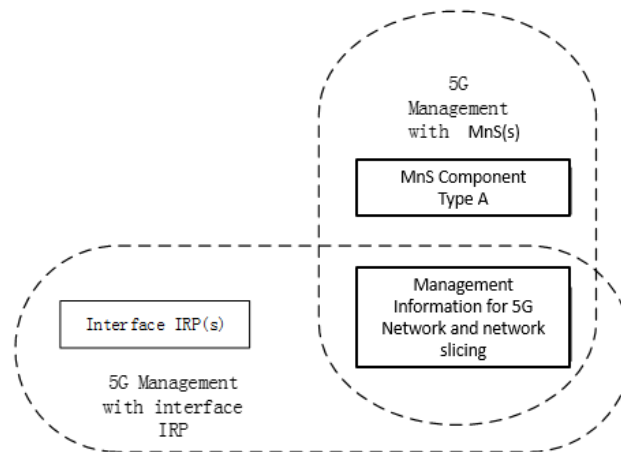 5G
Management
with MnS(s)
MnS Component
Type A
Management
Information for 5G
Network and network
slicing
Interface IRP(s)
5G Management
with interface
IRP